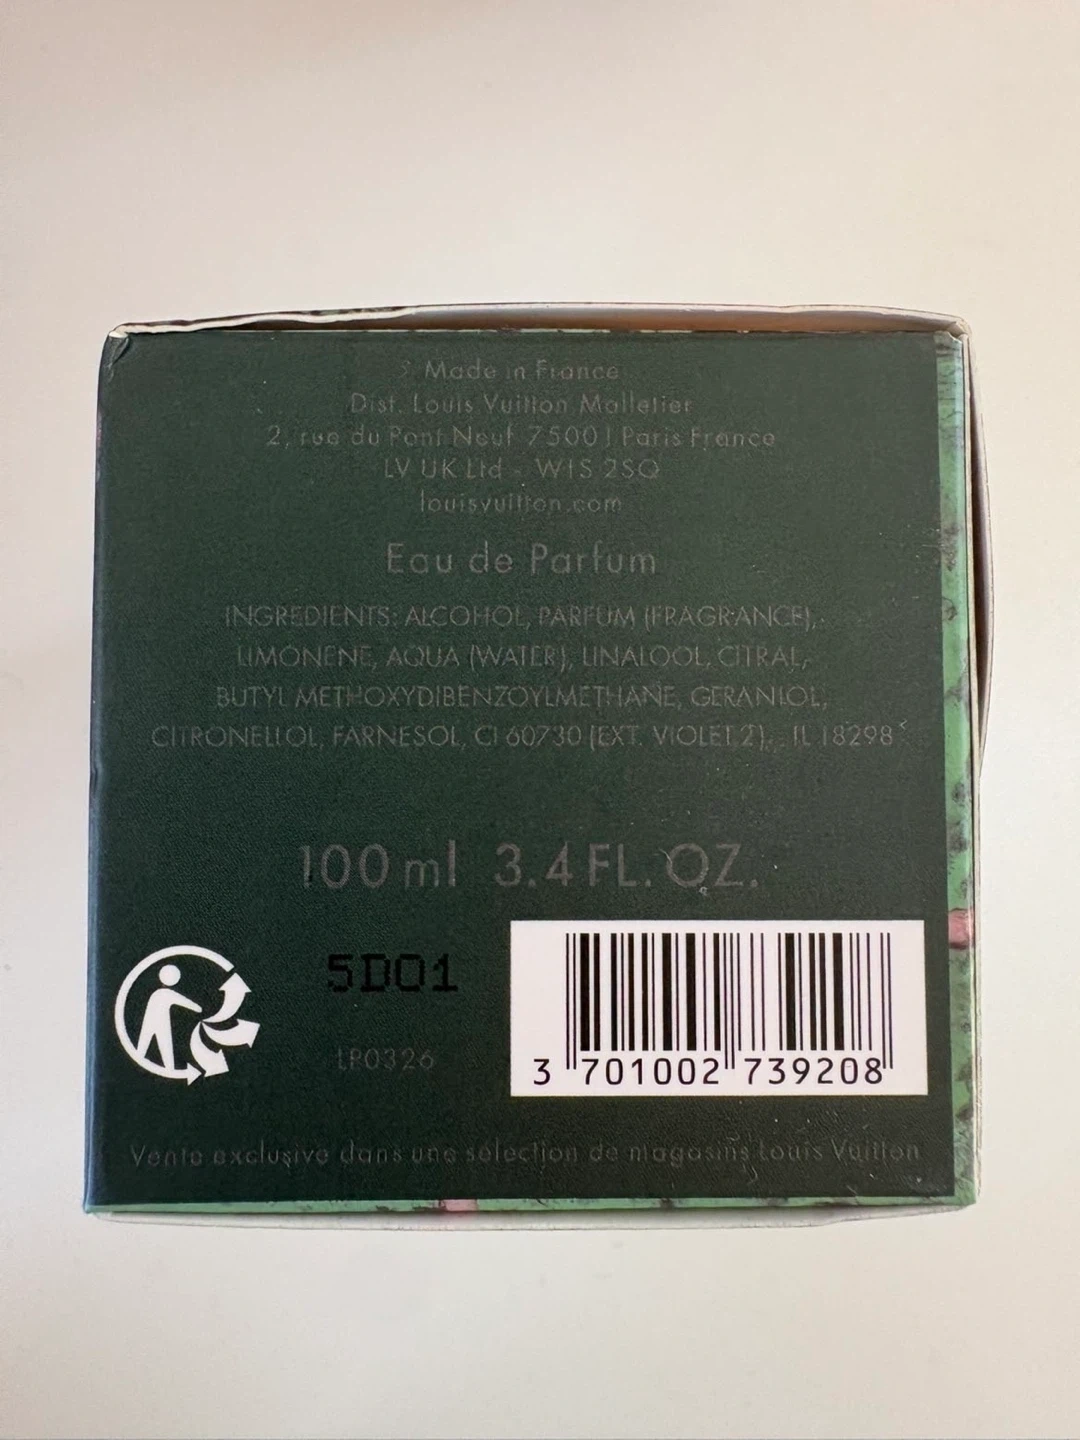 Made in France
Dist. Louis Vuitton Malletier
2, rue du Pont Neuf 75001 Paris France
LV UK Ltd - W1S 2SQ
louisvuitton.com
Eau de Parfum
INGREDIENTS: ALCOHOL, PARFUM (FRAGRANCE),
LIMONENE, AQUA (WATER), LINALOOL, CITRAL,
BUTYL METHOXYDIBENZOYLMETHANE, GERANIOL,
CITRONELLOL, FARNESOL, CI 60730 (EXT. VIOLET 2). IL 18298
100 ml 3.4 FL. OZ.
5D01
LP0326
3 701002 739208
Vente exclusive dans une sélection de magasins Louis Vuitton